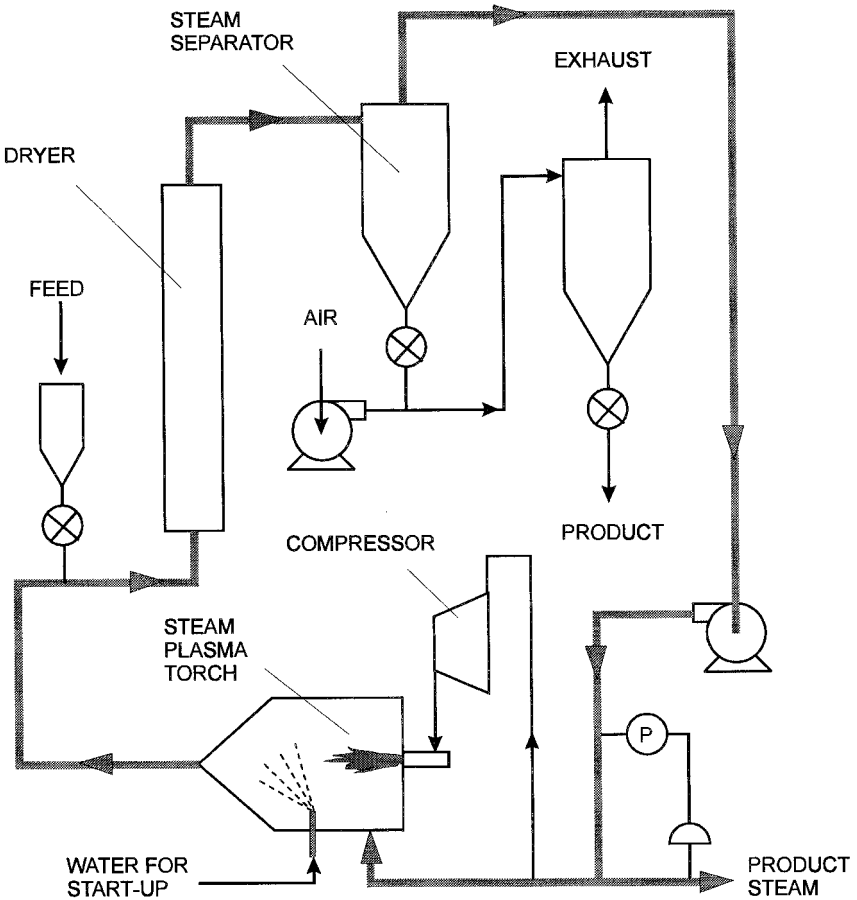 STEAM
SEPARATOR
EXHAUST
DRYER
FEED
AIR
COMPRESSOR
PRODUCT
STEAM
PLASMA
TORCH
P
WATER FOR
START-UP
PRODUCT
STEAM